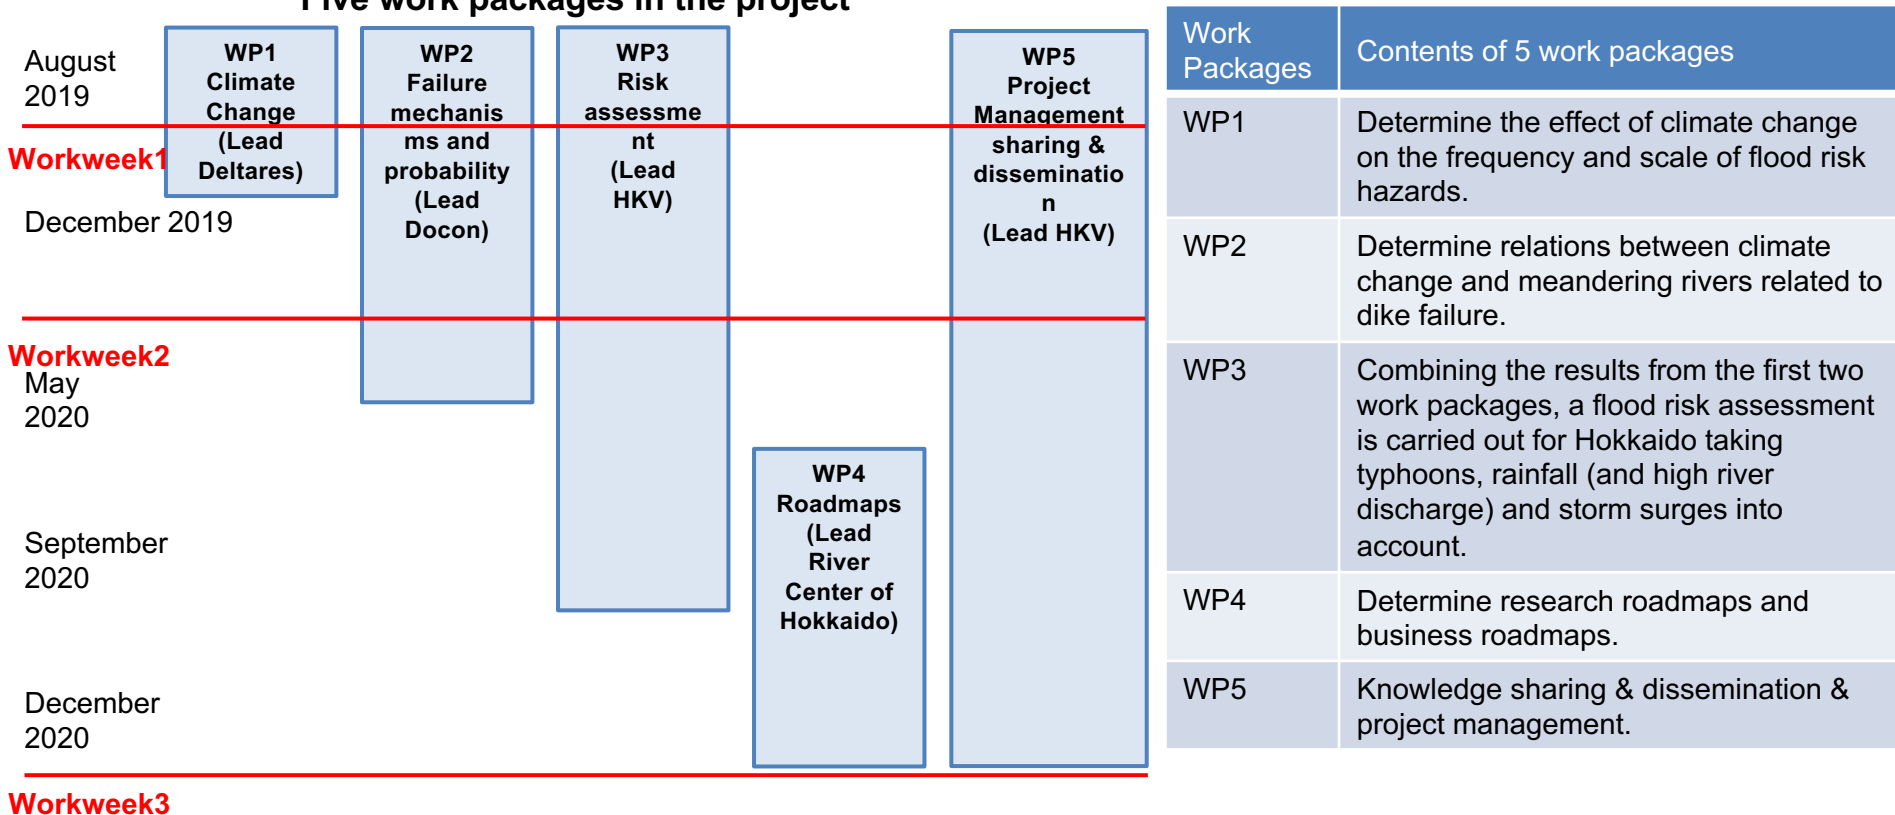 Five work packages in the project
August
2019
Workweek1
December 2019
Workweek2
May
2020
September
2020
December
2020
Workweek3
WP1
Climate
Change
(Lead
Deltares)
WP2
Failure
mechanis
ms and
probability
(Lead
Docon)
WP3
Risk
assessme
nt
(Lead
HKV)
WP4
Roadmaps
(Lead
River
Center of
Hokkaido)
WP5
Project
Management
sharing &
disseminatio
n
(Lead HKV)
Work
Packages
Contents of 5 work packages
WP1
Determine the effect of climate change
on the frequency and scale of flood risk
hazards.
WP2
Determine relations between climate
change and meandering rivers related to
dike failure.
WP3
Combining the results from the first two
work packages, a flood risk assessment
is carried out for Hokkaido taking
typhoons, rainfall (and high river
discharge) and storm surges into
account.
WP4
Determine research roadmaps and
business roadmaps.
WP5
Knowledge sharing & dissemination &
project management.